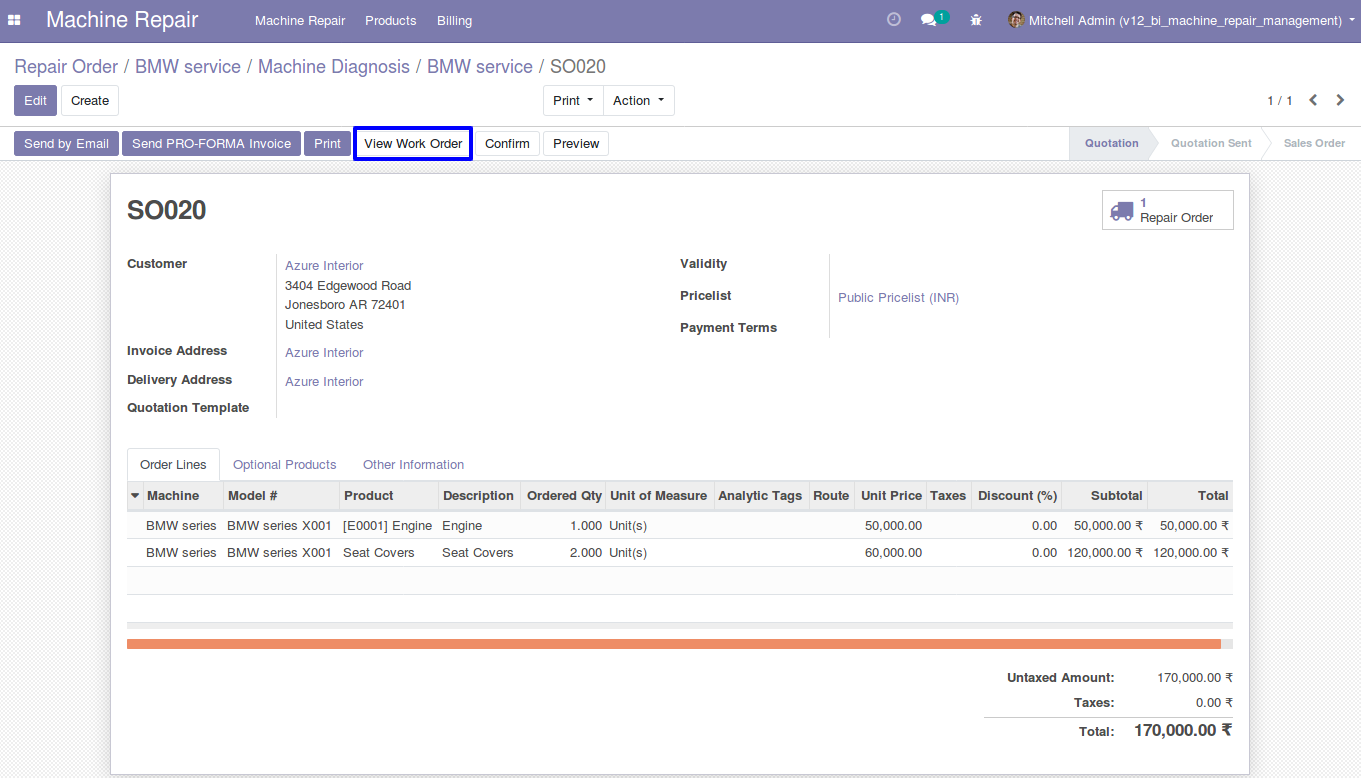 Machine Repair Machine Repair Products Billing 1 Mitchell Admin (v12_bi_machine_repair_management)
Repair Order / BMW service / Machine Diagnosis / BMW service / SO020
Edit Create Print Action 1 / 1
Send by Email Send PRO-FORMA Invoice Print View Work Order Confirm Preview Quotation Quotation Sent Sales Order
SO020
1
Repair Order
Customer Azure Interior
3404 Edgewood Road
Jonesboro AR 72401
United States
Invoice Address Azure Interior
Delivery Address Azure Interior
Quotation Template
Validity
Pricelist Public Pricelist (INR)
Payment Terms
Order Lines Optional Products Other Information
Machine Model # Product Description Ordered Qty Unit of Measure Analytic Tags Route Unit Price Taxes Discount (%) Subtotal Total
BMW series BMW series X001 [E0001] Engine Engine 1.000 Unit(s) 50,000.00 0.00 50,000.00 ₹ 50,000.00 ₹
BMW series BMW series X001 Seat Covers Seat Covers 2.000 Unit(s) 60,000.00 0.00 120,000.00 ₹ 120,000.00 ₹
Untaxed Amount: 170,000.00 ₹
Taxes: 0.00 ₹
Total: 170,000.00 ₹